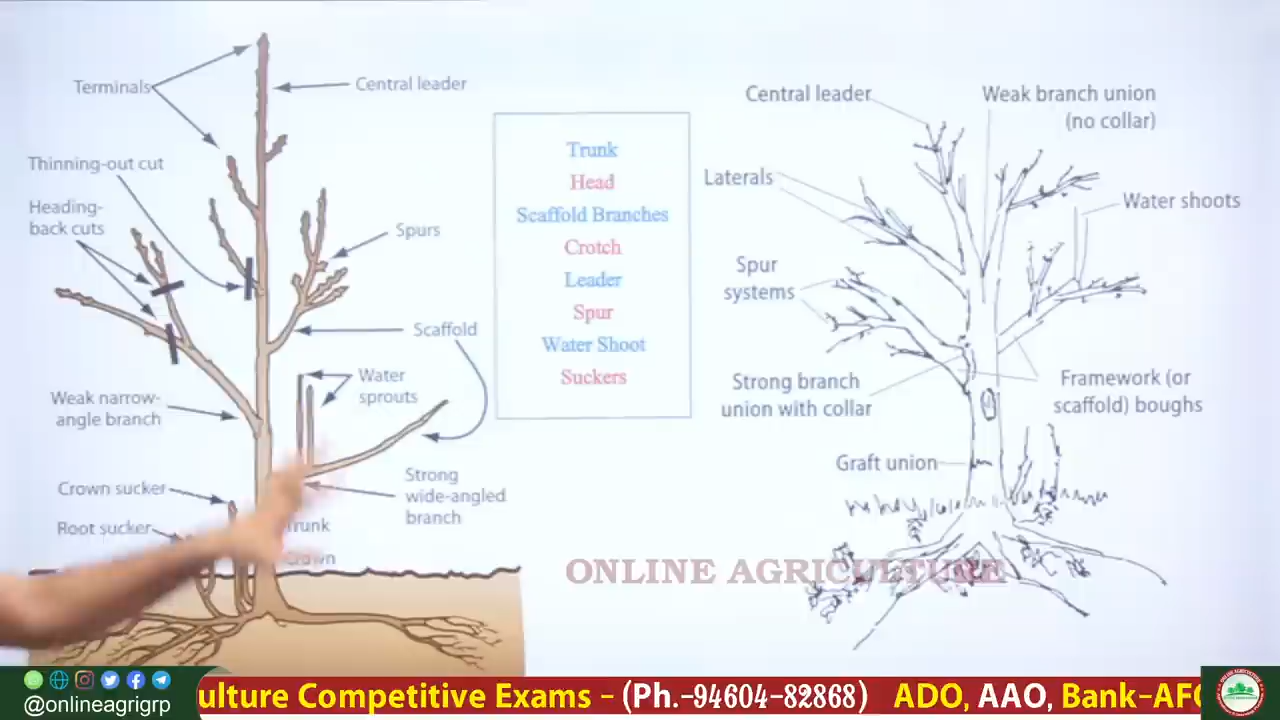 Terminals
Central leader
Thinning-out cut
Heading-
back cuts
Spurs
Scaffold
Water
sprouts
Weak narrow-
angle branch
Strong
wide-angled
branch
Crown sucker
Root sucker
Trunk
Trunk
Head
Scaffold Branches
Crotch
Leader
Spur
Water Shoot
Suckers
Central leader
Weak branch union
(no collar)
Laterals
Water shoots
Spur
systems
Strong branch
union with collar
Framework (or
scaffold) boughs
Graft union
ONLINE AGRICULTURE
@onlineagrigrp
culture Competitive Exams - (Ph.-94604-82868) ADO, AAO, Bank-AFO